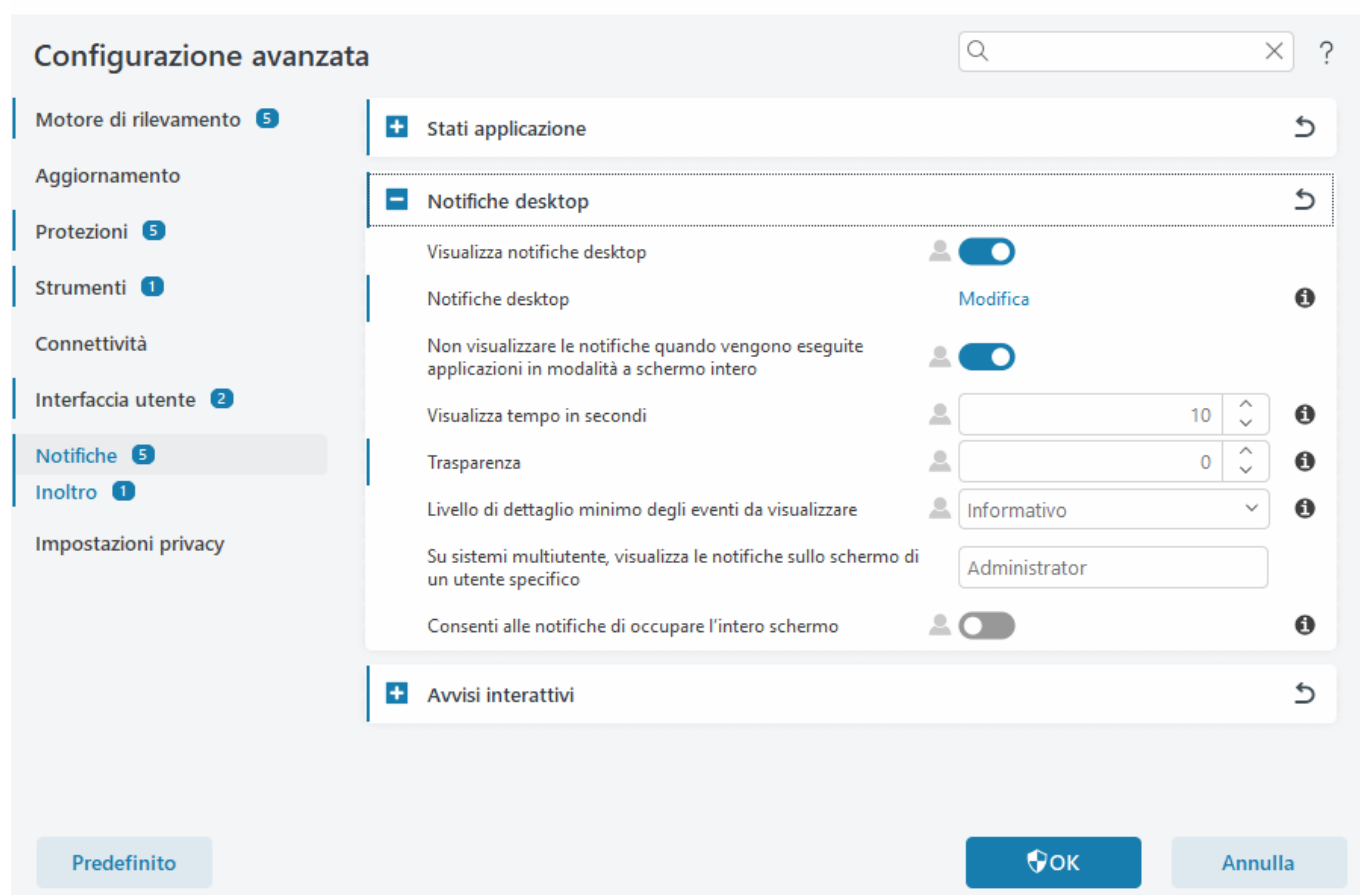 Configurazione avanzata
?
Motore di rilevamento 5
Aggiornamento
Protezioni 5
Strumenti 1
Connettività
Interfaccia utente 2
Notifiche 5
Inoltro 1
Impostazioni privacy
Stati applicazione
Notifiche desktop
Visualizza notifiche desktop
Notifiche desktop Modifica
Non visualizzare le notifiche quando vengono eseguite
applicazioni in modalità a schermo intero
Visualizza tempo in secondi 10
Trasparenza 0
Livello di dettaglio minimo degli eventi da visualizzare Informativo
Su sistemi multiutente, visualizza le notifiche sullo schermo di
un utente specifico
Administrator
Consenti alle notifiche di occupare l'intero schermo
Avvisi interattivi
Predefinito
OK
Annulla